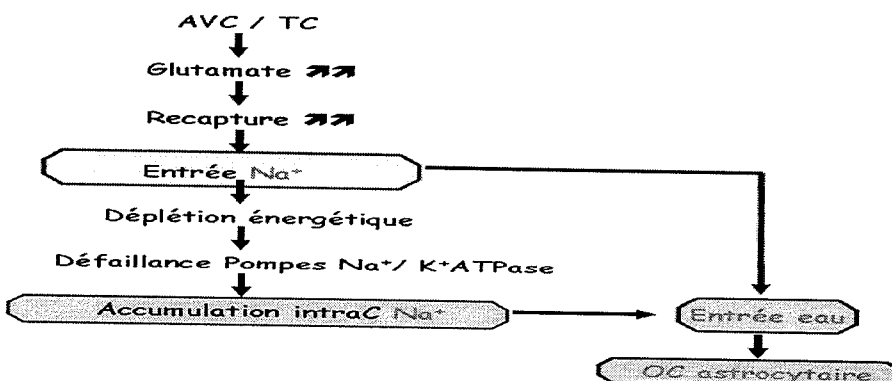 AVC / TC
Glutamate ⬈⬈
Recapture ⬈⬈
Entrée Na⁺
Déplétion énergétique
Défaillance Pompes Na⁺/ K⁺ATPase
Accumulation intraC Na⁺
Entrée eau
OC astrocytaire